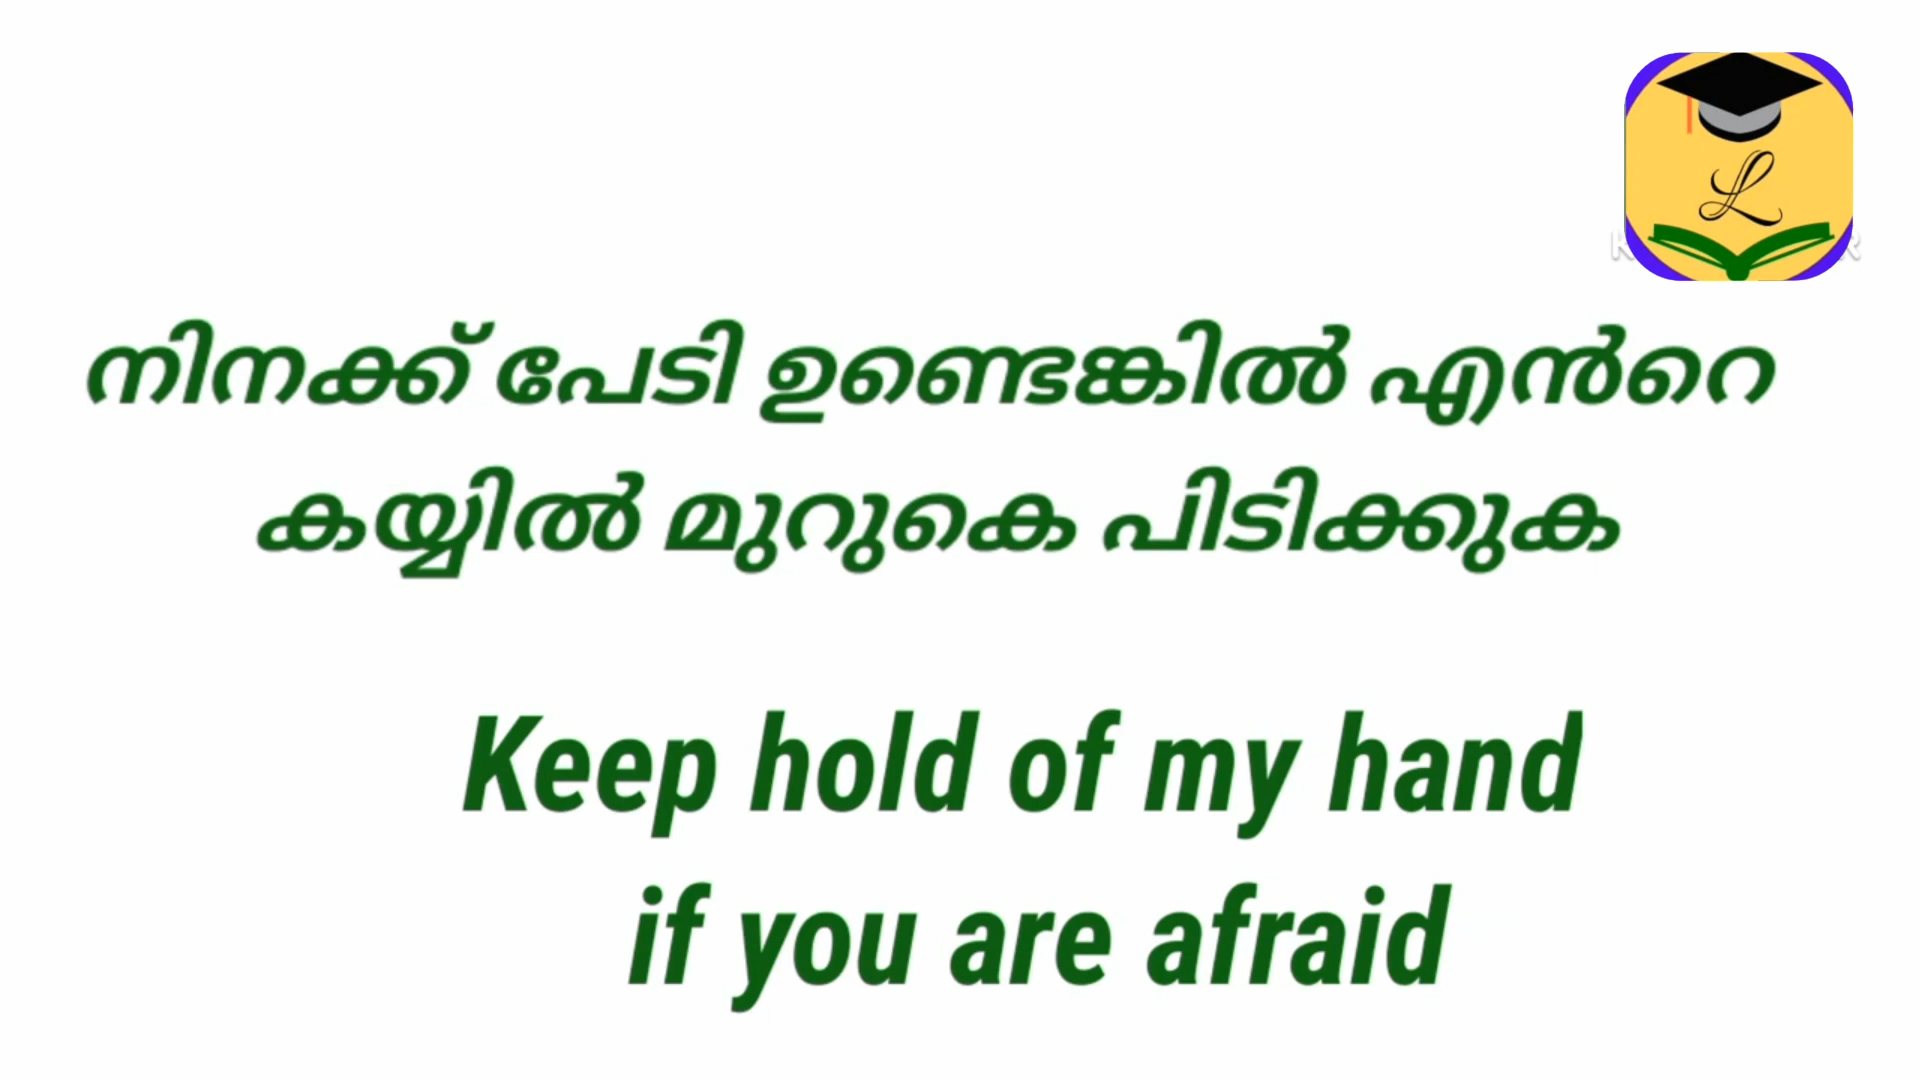 L
നിനക്ക് പേടി ഉണ്ടെങ്കിൽ എൻറെ
കയ്യിൽ മുറുകെ പിടിക്കുക
Keep hold of my hand
if you are afraid